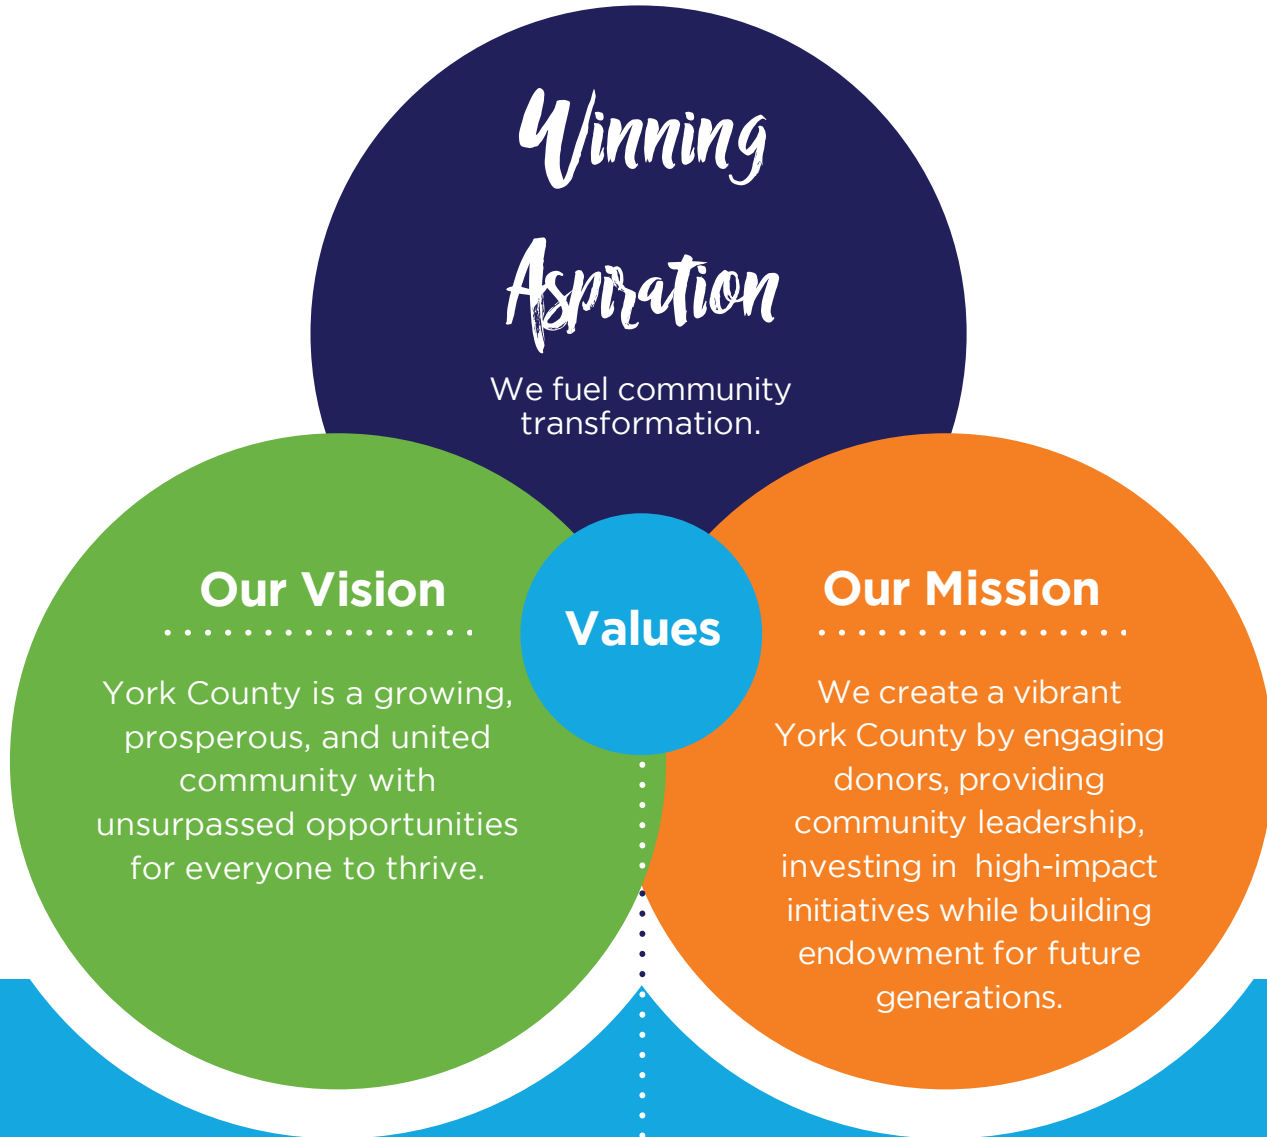 Winning
Aspiration
We fuel community
transformation.
Our Vision
York County is a growing,
prosperous, and united
community with
unsurpassed opportunities
for everyone to thrive.
Values
Our Mission
We create a vibrant
York County by engaging
donors, providing
community leadership,
investing in high-impact
initiatives while building
endowment for future
generations.